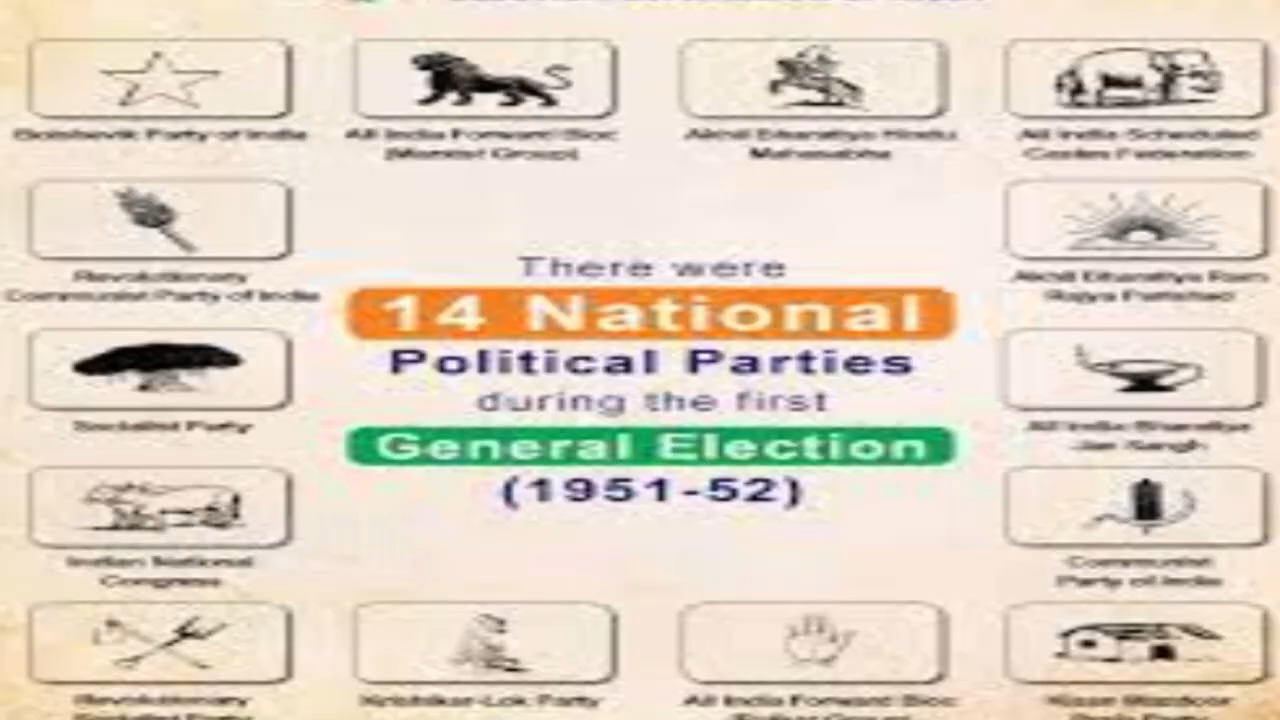 Bolshevik Party of India
All India Forward Bloc
(Marxist Group)
Akhil Bharatiya Hindu
Mahasabha
All India Scheduled
Castes Federation
Revolutionary
Communist Party of India
There were
14 National
Political Parties
during the first
General Election
(1951-52)
Akhil Bharatiya Ram
Rajya Parishad
Socialist Party
All India Bharatiya
Jan Sangh
Indian National
Congress
Communist
Party of India
Revolutionary
Socialist Party
Krishikar Lok Party
All India Forward Bloc
Kisan Mazdoor